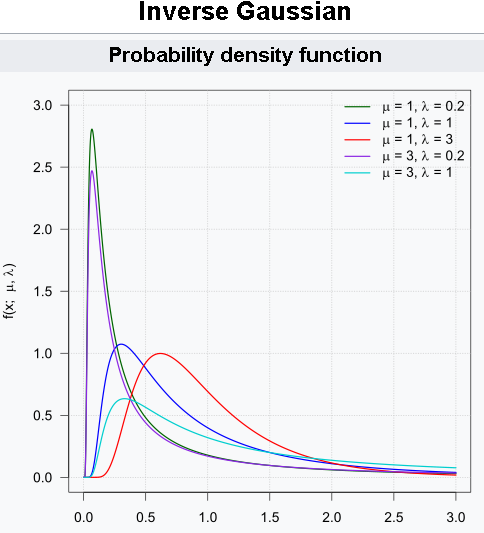 Inverse Gaussian
Probability density function
f(x; μ, λ)
3.0
2.5
2.0
1.5
1.0
0.5
0.0
μ = 1, λ = 0.2
μ = 1, λ = 1
μ = 1, λ = 3
μ = 3, λ = 0.2
μ = 3, λ = 1
0.0 0.5 1.0 1.5 2.0 2.5 3.0